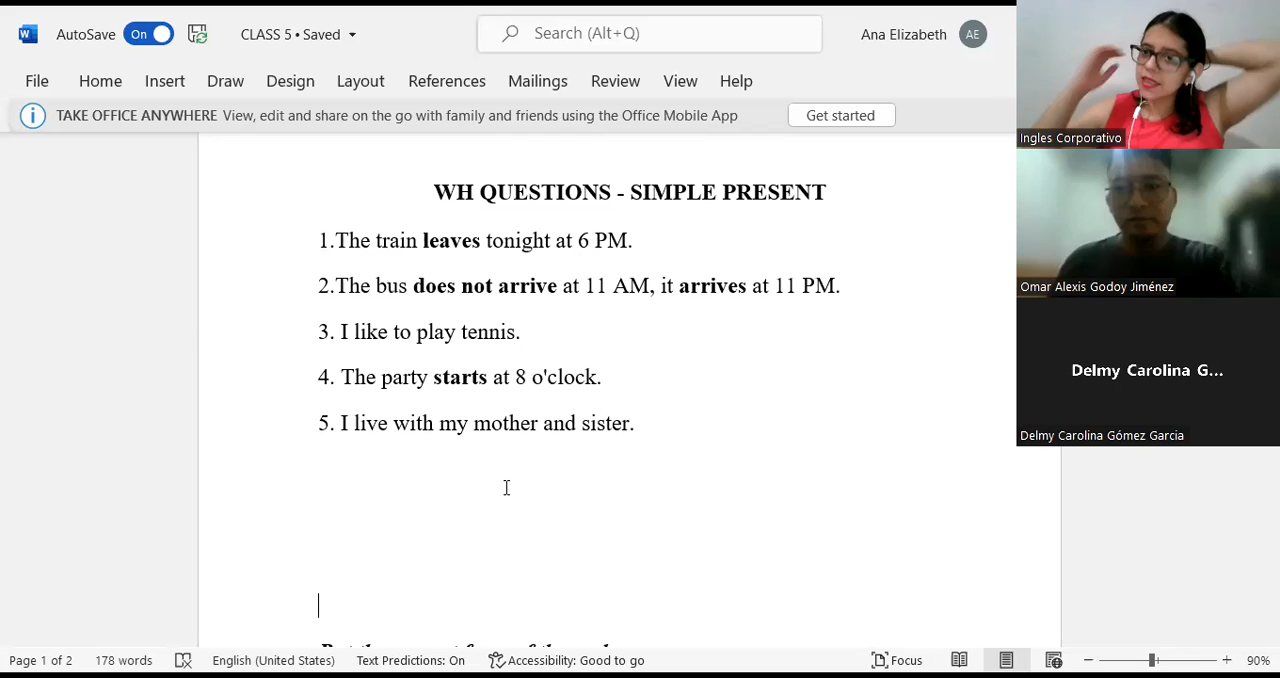 AutoSave On CLASS 5 • Saved Search (Alt+Q) Ana Elizabeth AE
File Home Insert Draw Design Layout References Mailings Review View Help
TAKE OFFICE ANYWHERE View, edit and share on the go with family and friends using the Office Mobile App Get started
WH QUESTIONS - SIMPLE PRESENT
1.The train leaves tonight at 6 PM.
2.The bus does not arrive at 11 AM, it arrives at 11 PM.
3. I like to play tennis.
4. The party starts at 8 o'clock.
5. I live with my mother and sister.
Ingles Corporativo
Omar Alexis Godoy Jiménez
Delmy Carolina G...
Delmy Carolina Gómez Garcia
Page 1 of 2 178 words English (United States) Text Predictions: On Accessibility: Good to go Focus 90%